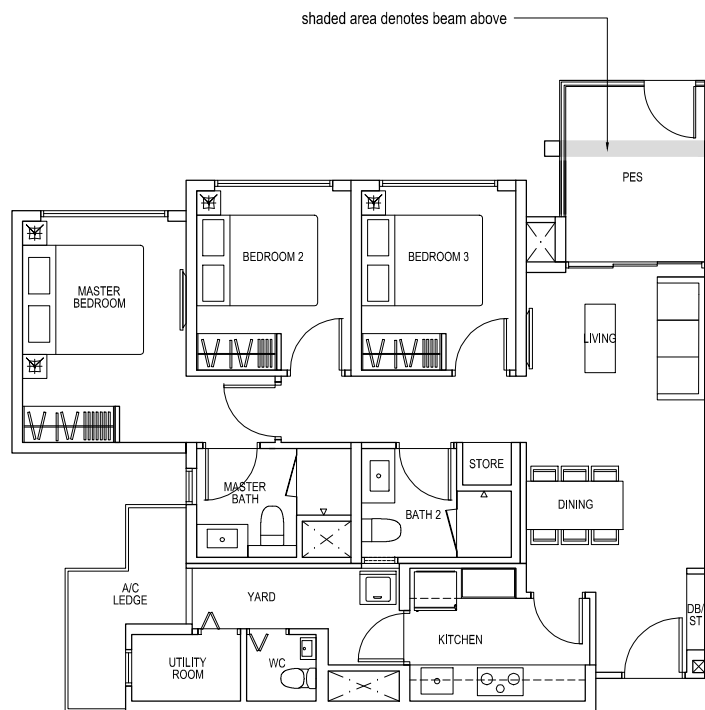 shaded area denotes beam above
PES
BEDROOM 2
BEDROOM 3
MASTER
BEDROOM
LIVING
STORE
MASTER
BATH
DINING
BATH 2
A/C
LEDGE
YARD
DB/
ST
KITCHEN
UTILITY
ROOM
WC